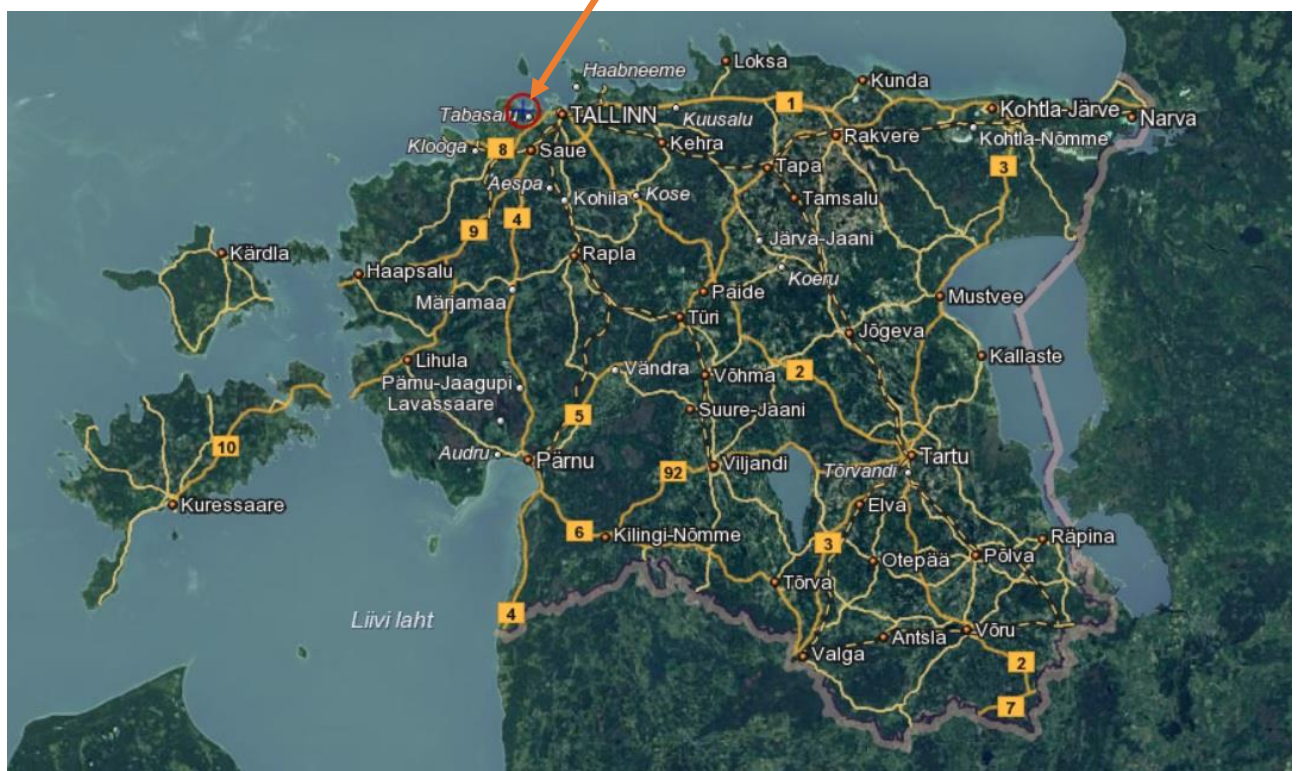 Loksa
Haabneeme
Kunda
1
Tabasalu
TALLINN
Kuusalu
Kohtla-Järve
Narva
Klooga
8
Saue
Kehra
Rakvere
Kohtla-Nõmme
Tapa
3
Aespa
Kohila
Kose
Tamsalu
4
9
Järva-Jaani
Kärdla
Rapla
Haapsalu
Koeru
Märjamaa
Paide
Mustvee
Türi
Jõgeva
Lihula
Kallaste
Vändra
Võhma
2
Pärnu-Jaagupi
Lavassaare
5
Suure-Jaani
10
Audru
Pärnu
Tartu
92
Viljandi
Tõrvandi
Kuressaare
Elva
6
Kilingi-Nõmme
3
Räpina
Otepää
Põlva
Tõrva
4
Liivi laht
Antsla
Võru
Valga
2
7